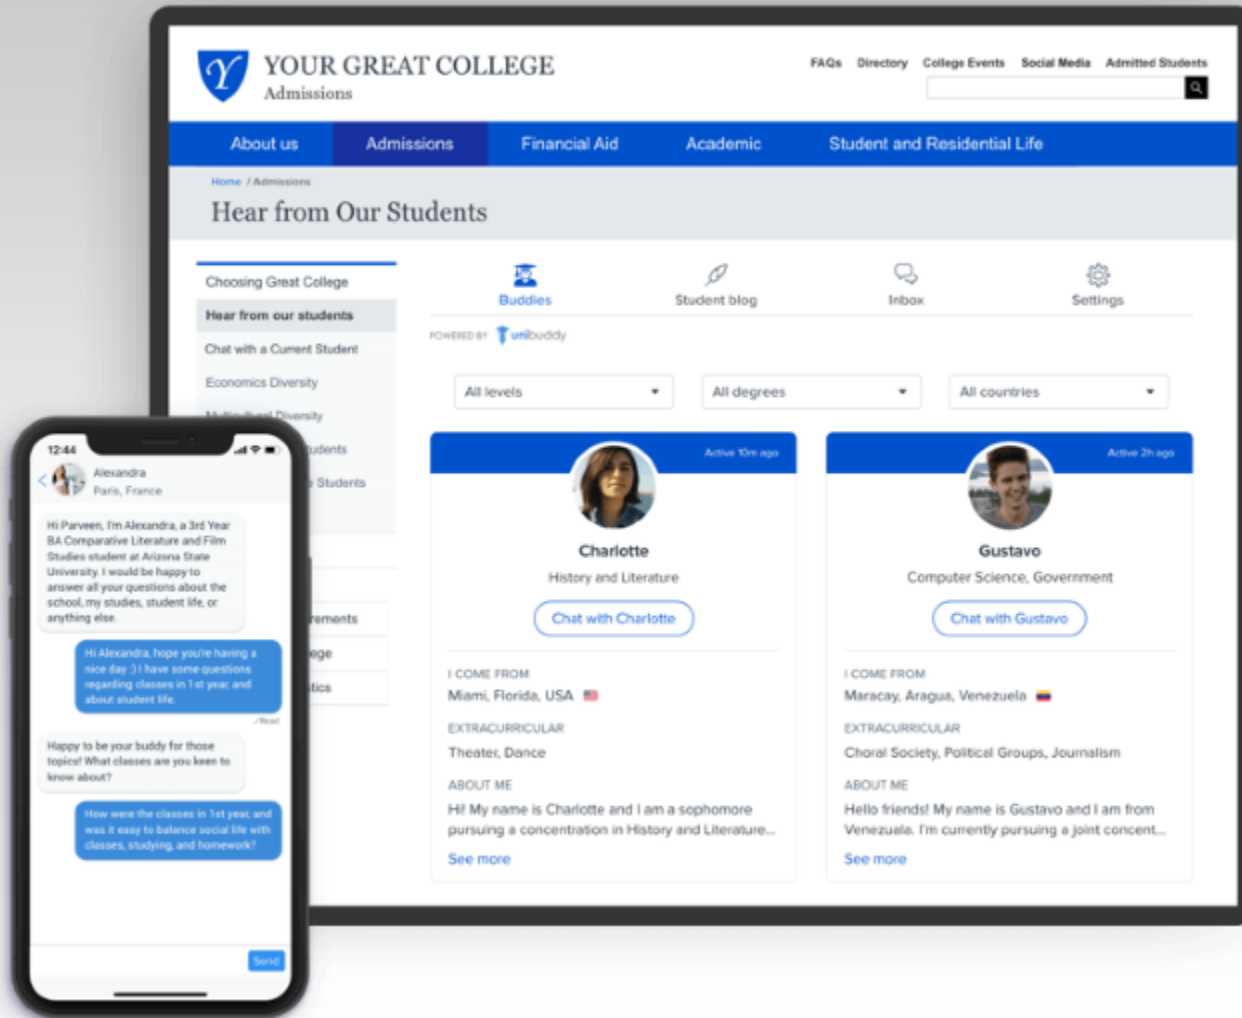 Y
YOUR GREAT COLLEGE
Admissions
FAQs Directory College Events Social Media Admitted Students
About us Admissions Financial Aid Academic Student and Residential Life
Home / Admissions
Hear from Our Students
Choosing Great College
Hear from our students
Chat with a Current Student
Economics Diversity
Multicultural Diversity
Students
rements
ege
stics
Buddies Student blog Inbox Settings
POWERED BY unibuddy
All levels All degrees All countries
Active 10m ago
Charlotte
History and Literature
Chat with Charlotte
I COME FROM
Miami, Florida, USA
EXTRACURRICULAR
Theater, Dance
ABOUT ME
Hi! My name is Charlotte and I am a sophomore
pursuing a concentration in History and Literature...
See more
Active 2h ago
Gustavo
Computer Science, Government
Chat with Gustavo
I COME FROM
Maracay, Aragua, Venezuela
EXTRACURRICULAR
Choral Society, Political Groups, Journalism
ABOUT ME
Hello friends! My name is Gustavo and I am from
Venezuala. I'm currently pursuing a joint concent...
See more
12:44
Alexandra
Paris, France
Hi Parveen, I'm Alexandra, a 3rd Year
BA Comparative Literature and Film
Studies student at Arizona State
University. I would be happy to
answer all your questions about the
school, my studies, student life, or
anything else.
Hi Alexandra, hope you're having a
nice day :) I have some questions
regarding classes in 1st year, and
about student life.
✓Read
Happy to be your buddy for those
topics! What classes are you keen to
know about?
How were the classes in 1st year, and
was it easy to balance social life with
classes, studying, and homework?
Send